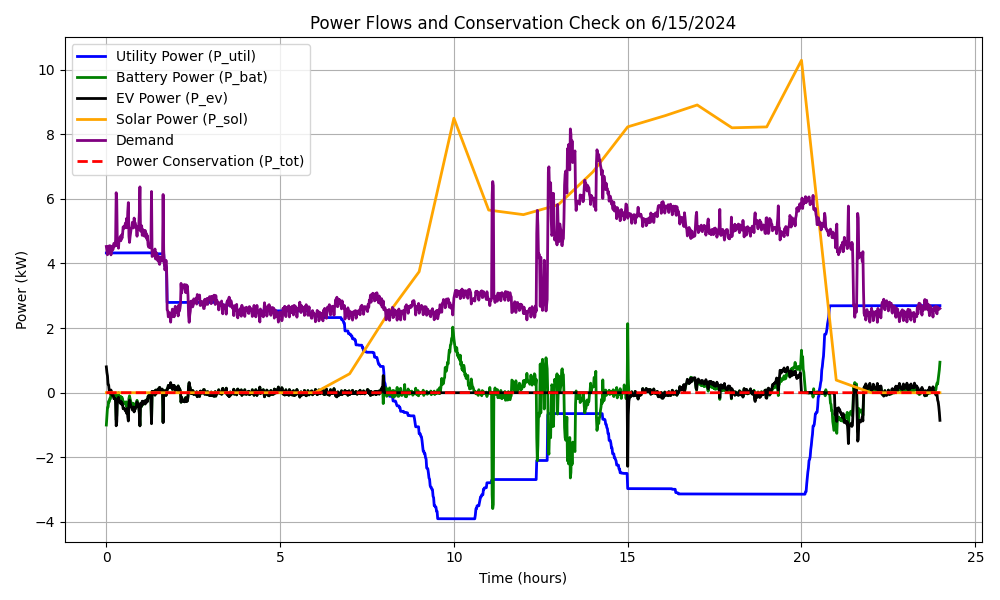 Power Flows and Conservation Check on 6/15/2024
Utility Power (P_util)
Battery Power (P_bat)
EV Power (P_ev)
Solar Power (P_sol)
Demand
Power Conservation (P_tot)
Power (kW)
10
8
6
4
2
0
−2
−4
0
5
10
15
20
25
Time (hours)